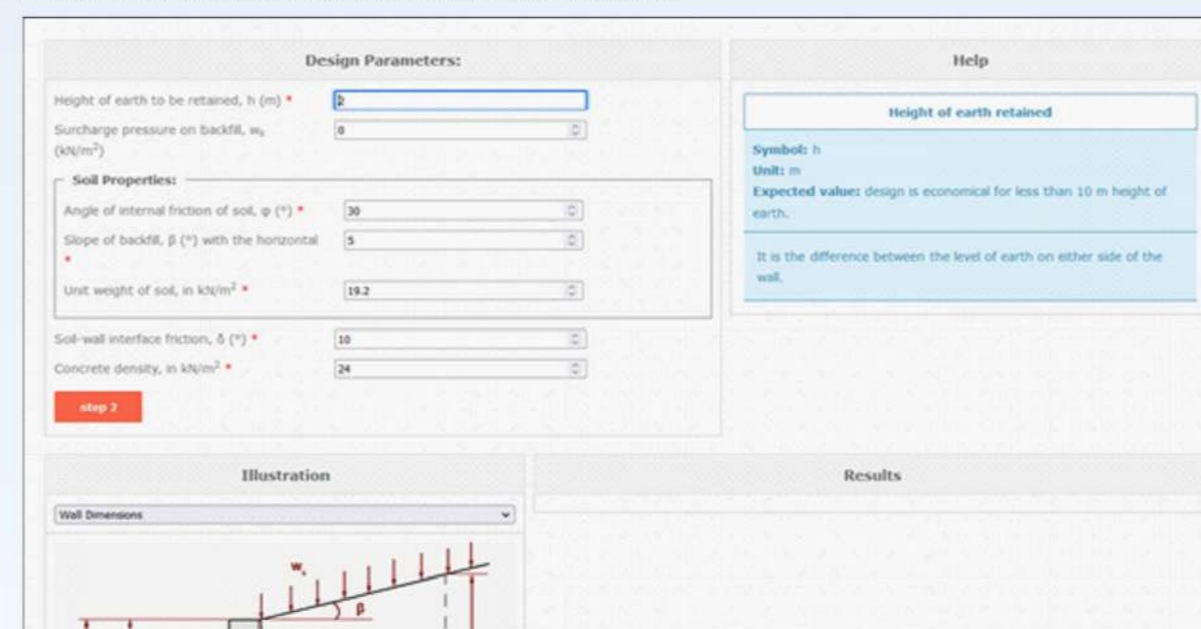 Design Parameters:
Height of earth to be retained, h (m) *
2
Surcharge pressure on backfill, wₛ
(kN/m²)
0
Soil Properties:
Angle of internal friction of soil, φ (°) *
30
Slope of backfill, β (°) with the horizontal
*
5
Unit weight of soil, in kN/m² *
19.2
Soil-wall interface friction, δ (°) *
10
Concrete density, in kN/m² *
24
step 2
Help
Height of earth retained
Symbol: h
Unit: m
Expected value: design is economical for less than 10 m height of
earth.
It is the difference between the level of earth on either side of the
wall.
Illustration
Wall Dimensions
wₛ
β
Results